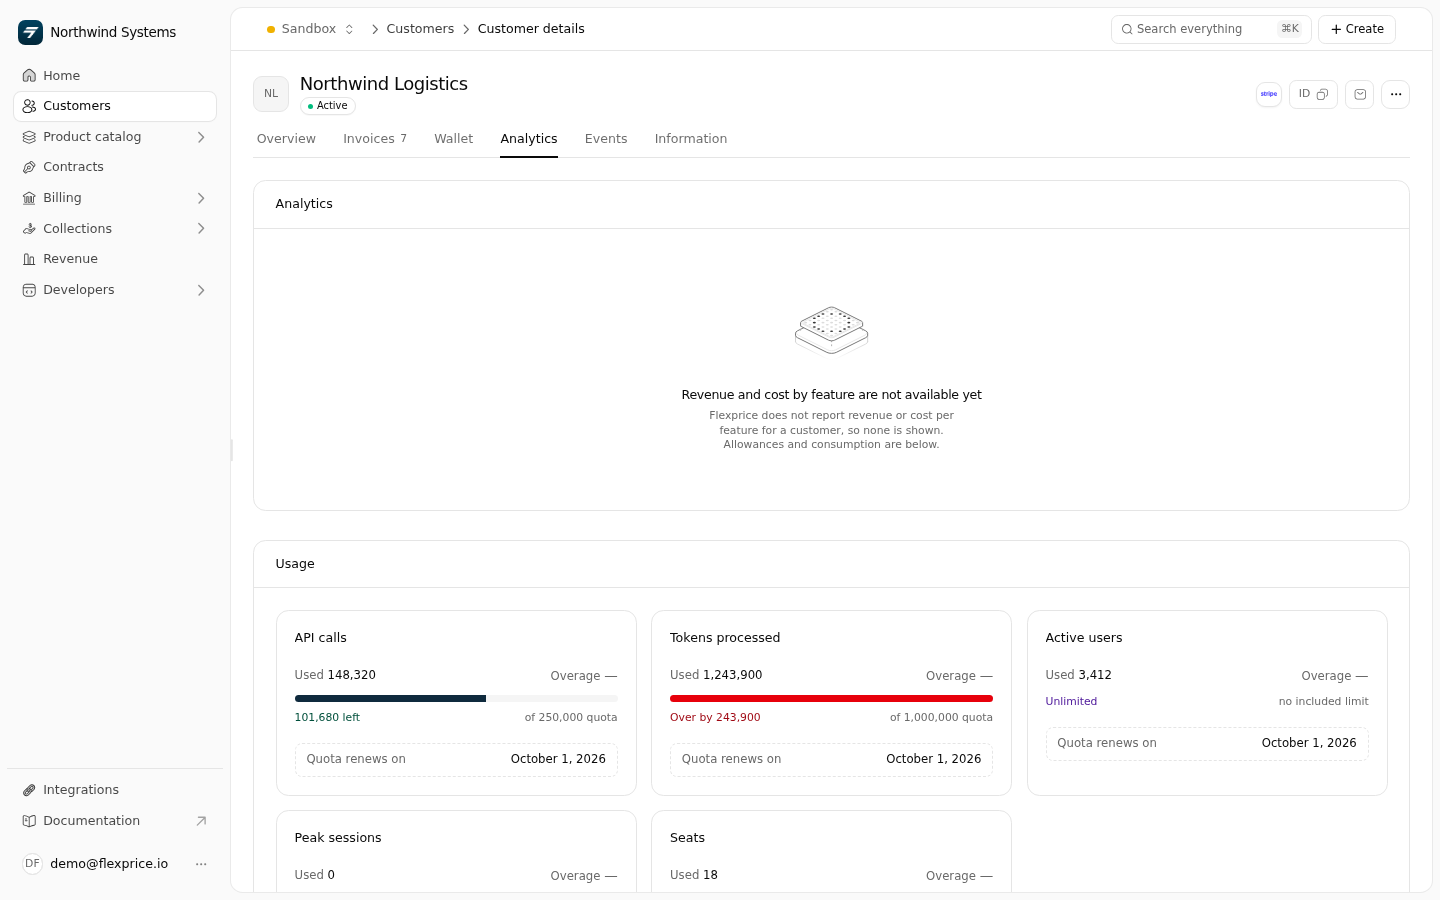 Northwind Systems
Home
Customers
Product catalog
Contracts
Billing
Collections
Revenue
Developers
Integrations
Documentation
DF demo@flexprice.io
Sandbox Customers Customer details
Search everything ⌘K
Create
NL
Northwind Logistics
Active
stripe ID
Overview Invoices 7 Wallet Analytics Events Information
Analytics
Revenue and cost by feature are not available yet
Flexprice does not report revenue or cost per
feature for a customer, so none is shown.
Allowances and consumption are below.
Usage
API calls
Used 148,320 Overage —
101,680 left of 250,000 quota
Quota renews on October 1, 2026
Tokens processed
Used 1,243,900 Overage —
Over by 243,900 of 1,000,000 quota
Quota renews on October 1, 2026
Active users
Used 3,412 Overage —
Unlimited no included limit
Quota renews on October 1, 2026
Peak sessions
Used 0 Overage —
Seats
Used 18 Overage —